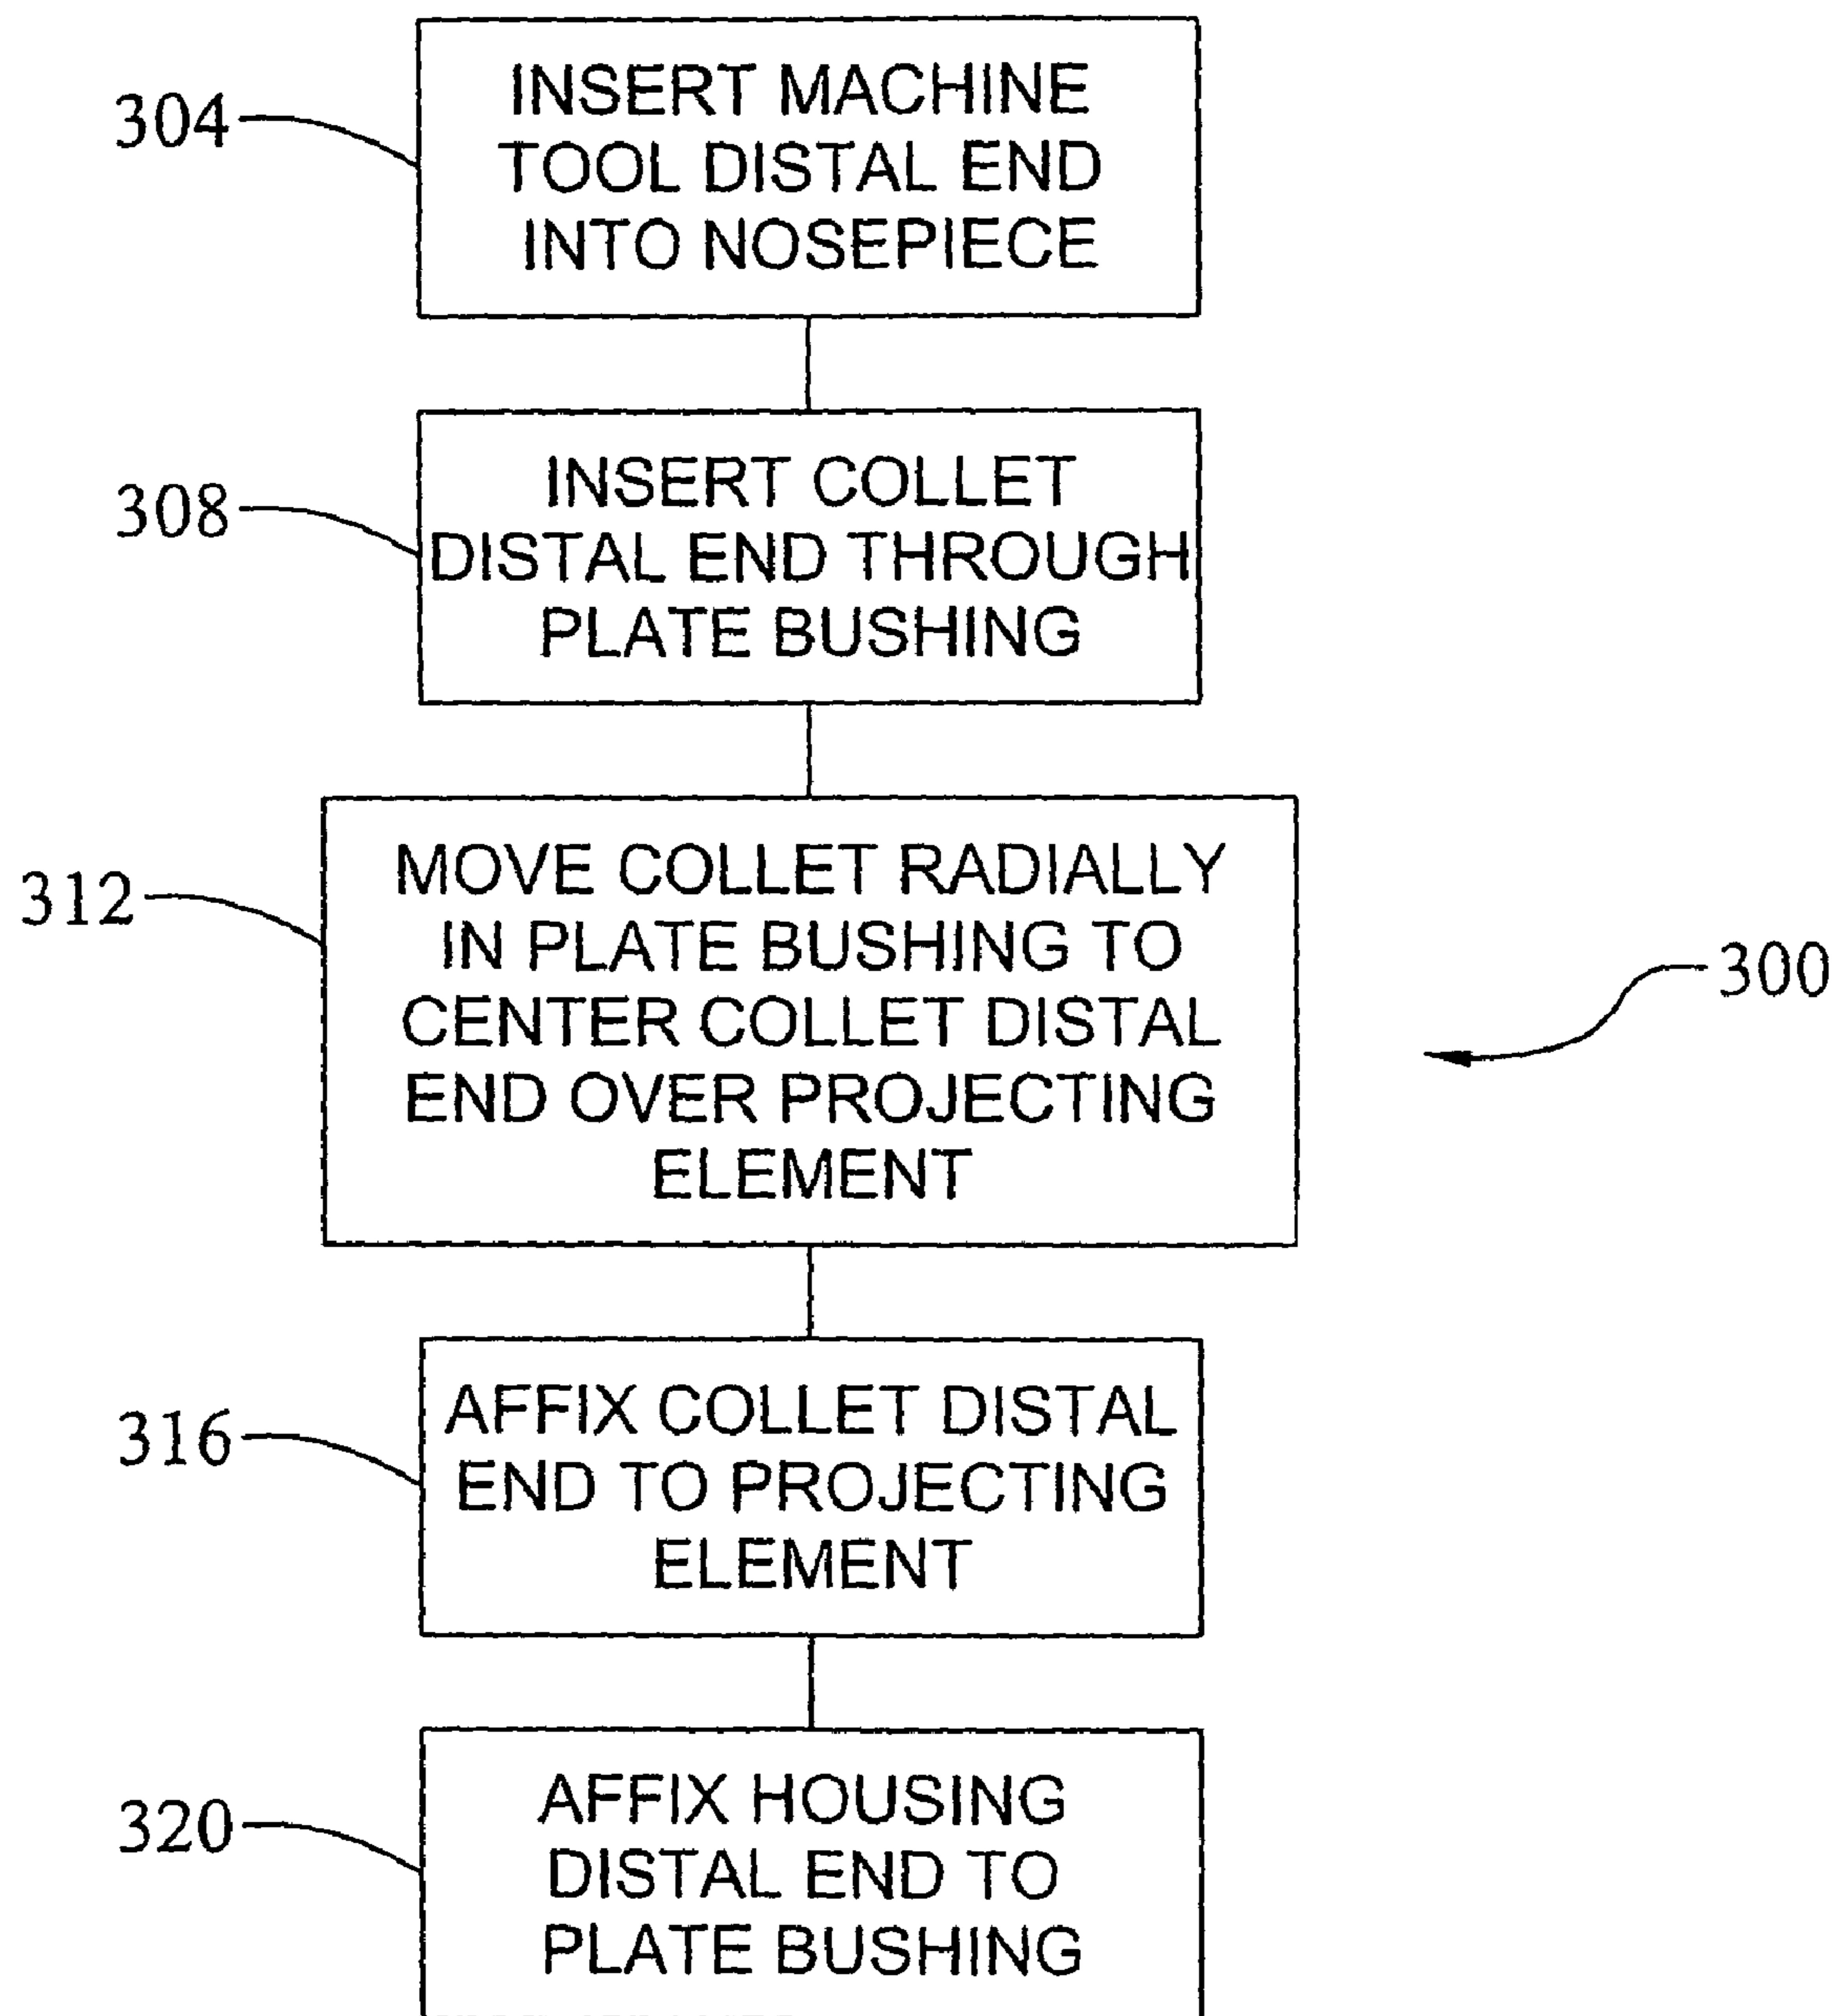 304
INSERT MACHINE
TOOL DISTAL END
INTO NOSEPIECE
308
INSERT COLLET
DISTAL END THROUGH
PLATE BUSHING
312
MOVE COLLET RADIALLY
IN PLATE BUSHING TO
CENTER COLLET DISTAL
END OVER PROJECTING
ELEMENT
300
316
AFFIX COLLET DISTAL
END TO PROJECTING
ELEMENT
320
AFFIX HOUSING
DISTAL END TO
PLATE BUSHING